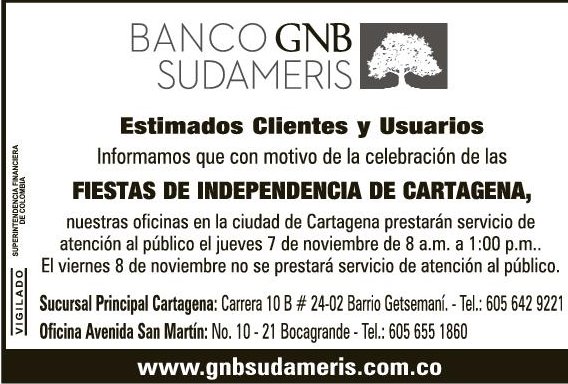 BANCO GNB
SUDAMERIS
Estimados Clientes y Usuarios
Informamos que con motivo de la celebración de las
FIESTAS DE INDEPENDENCIA DE CARTAGENA,
nuestras oficinas en la ciudad de Cartagena prestarán servicio de
atención al público el jueves 7 de noviembre de 8 a.m. a 1:00 p.m..
El viernes 8 de noviembre no se prestará servicio de atención al público.
Sucursal Principal Cartagena: Carrera 10 B # 24-02 Barrio Getsemaní. - Tel.: 605 642 9221
Oficina Avenida San Martín: No. 10 - 21 Bocagrande - Tel.: 605 655 1860
www.gnbsudameris.com.co
VIGILADO
SUPERINTENDENCIA FINANCIERA
DE COLOMBIA